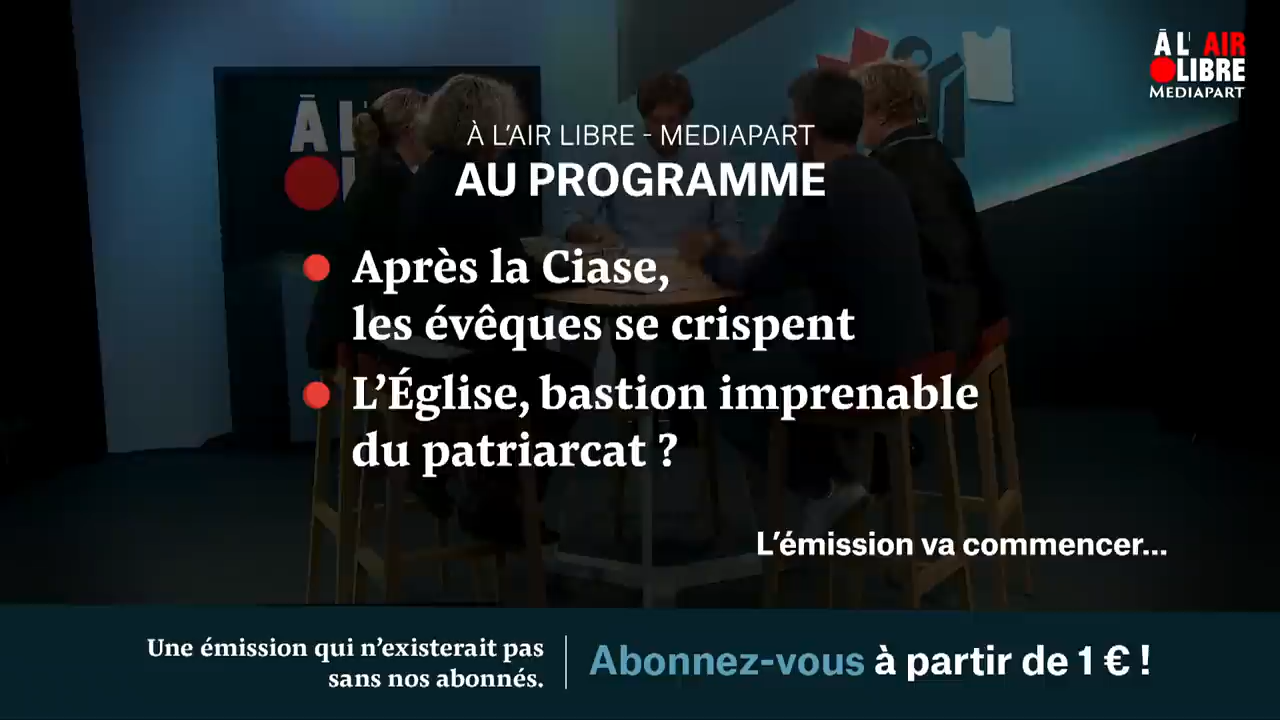 À L'AIR
LIBRE
MEDIAPART
À L'
À L'AIR LIBRE - MEDIAPART
AU PROGRAMME
Après la Ciase,
les évêques se crispent
L'Église, bastion imprenable
du patriarcat ?
L'émission va commencer...
Une émission qui n'existerait pas
sans nos abonnés.
Abonnez-vous à partir de 1 € !